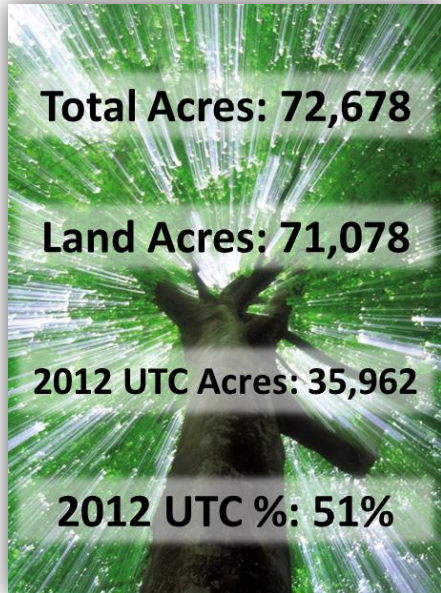 Total Acres: 72,678
Land Acres: 71,078
2012 UTC Acres: 35,962
2012 UTC %: 51%